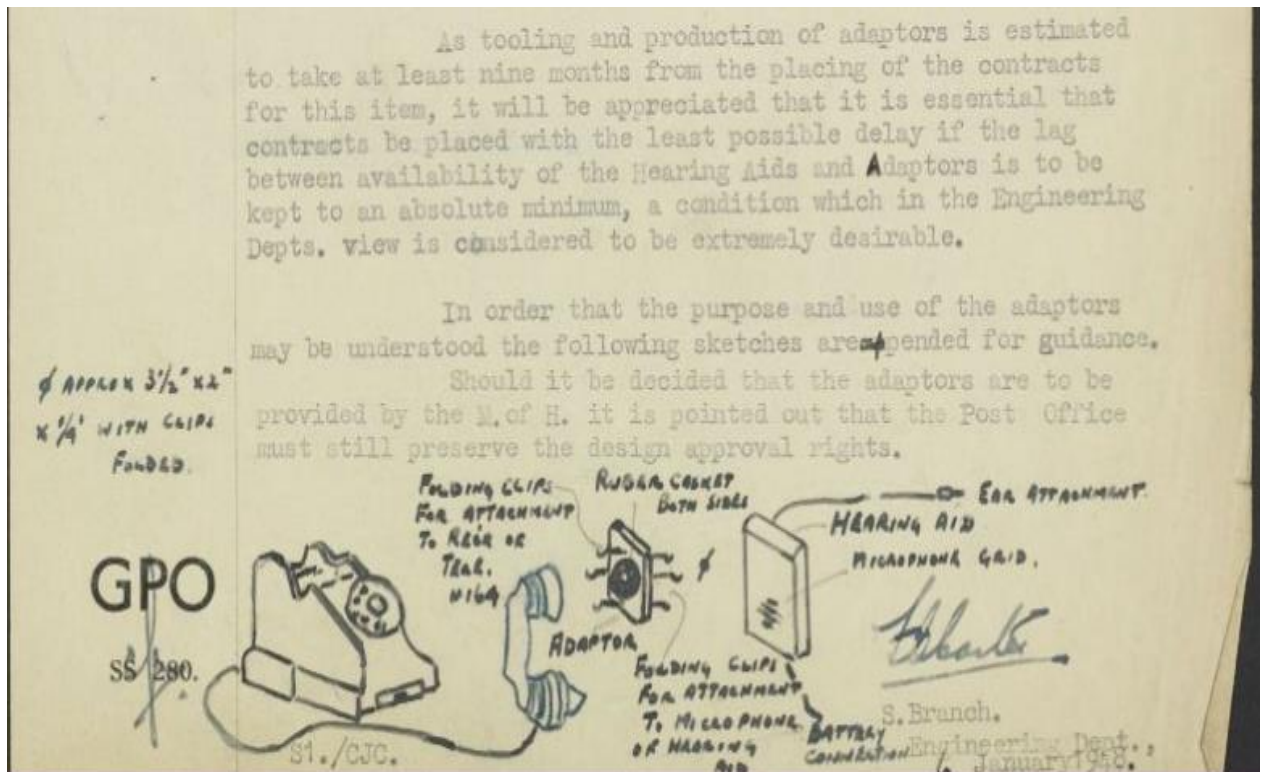 As tooling and production of adaptors is estimated
to take at least nine months from the placing of the contracts
for this item, it will be appreciated that it is essential that
contracts be placed with the least possible delay if the lag
between availability of the Hearing Aids and Adaptors is to be
kept to an absolute minimum, a condition which in the Engineering
Depts. view is considered to be extremely desirable.
In order that the purpose and use of the adaptors
may be understood the following sketches are appended for guidance.
Should it be decided that the adaptors are to be
provided by the M.of H. it is pointed out that the Post Office
must still preserve the design approval rights.
φ APPROX 3½" x 2"
x ¼" WITH CLIPS
FOLDED.
FOLDING CLIPS
FOR ATTACHMENT
TO REC'R OR
TRAR.
N164
RUBBER GASKET
BOTH SIDES
EAR ATTACHMENT.
HEARING AID
MICROPHONE GRID.
φ
ADAPTOR
FOLDING CLIPS
FOR ATTACHMENT
TO MICROPHONE
OF HEARING
AID
BATTERY
CONNECTION
GPO
SS 280.
S1./CJC.
S.Branch.
Engineering Dept.,
January 1948.